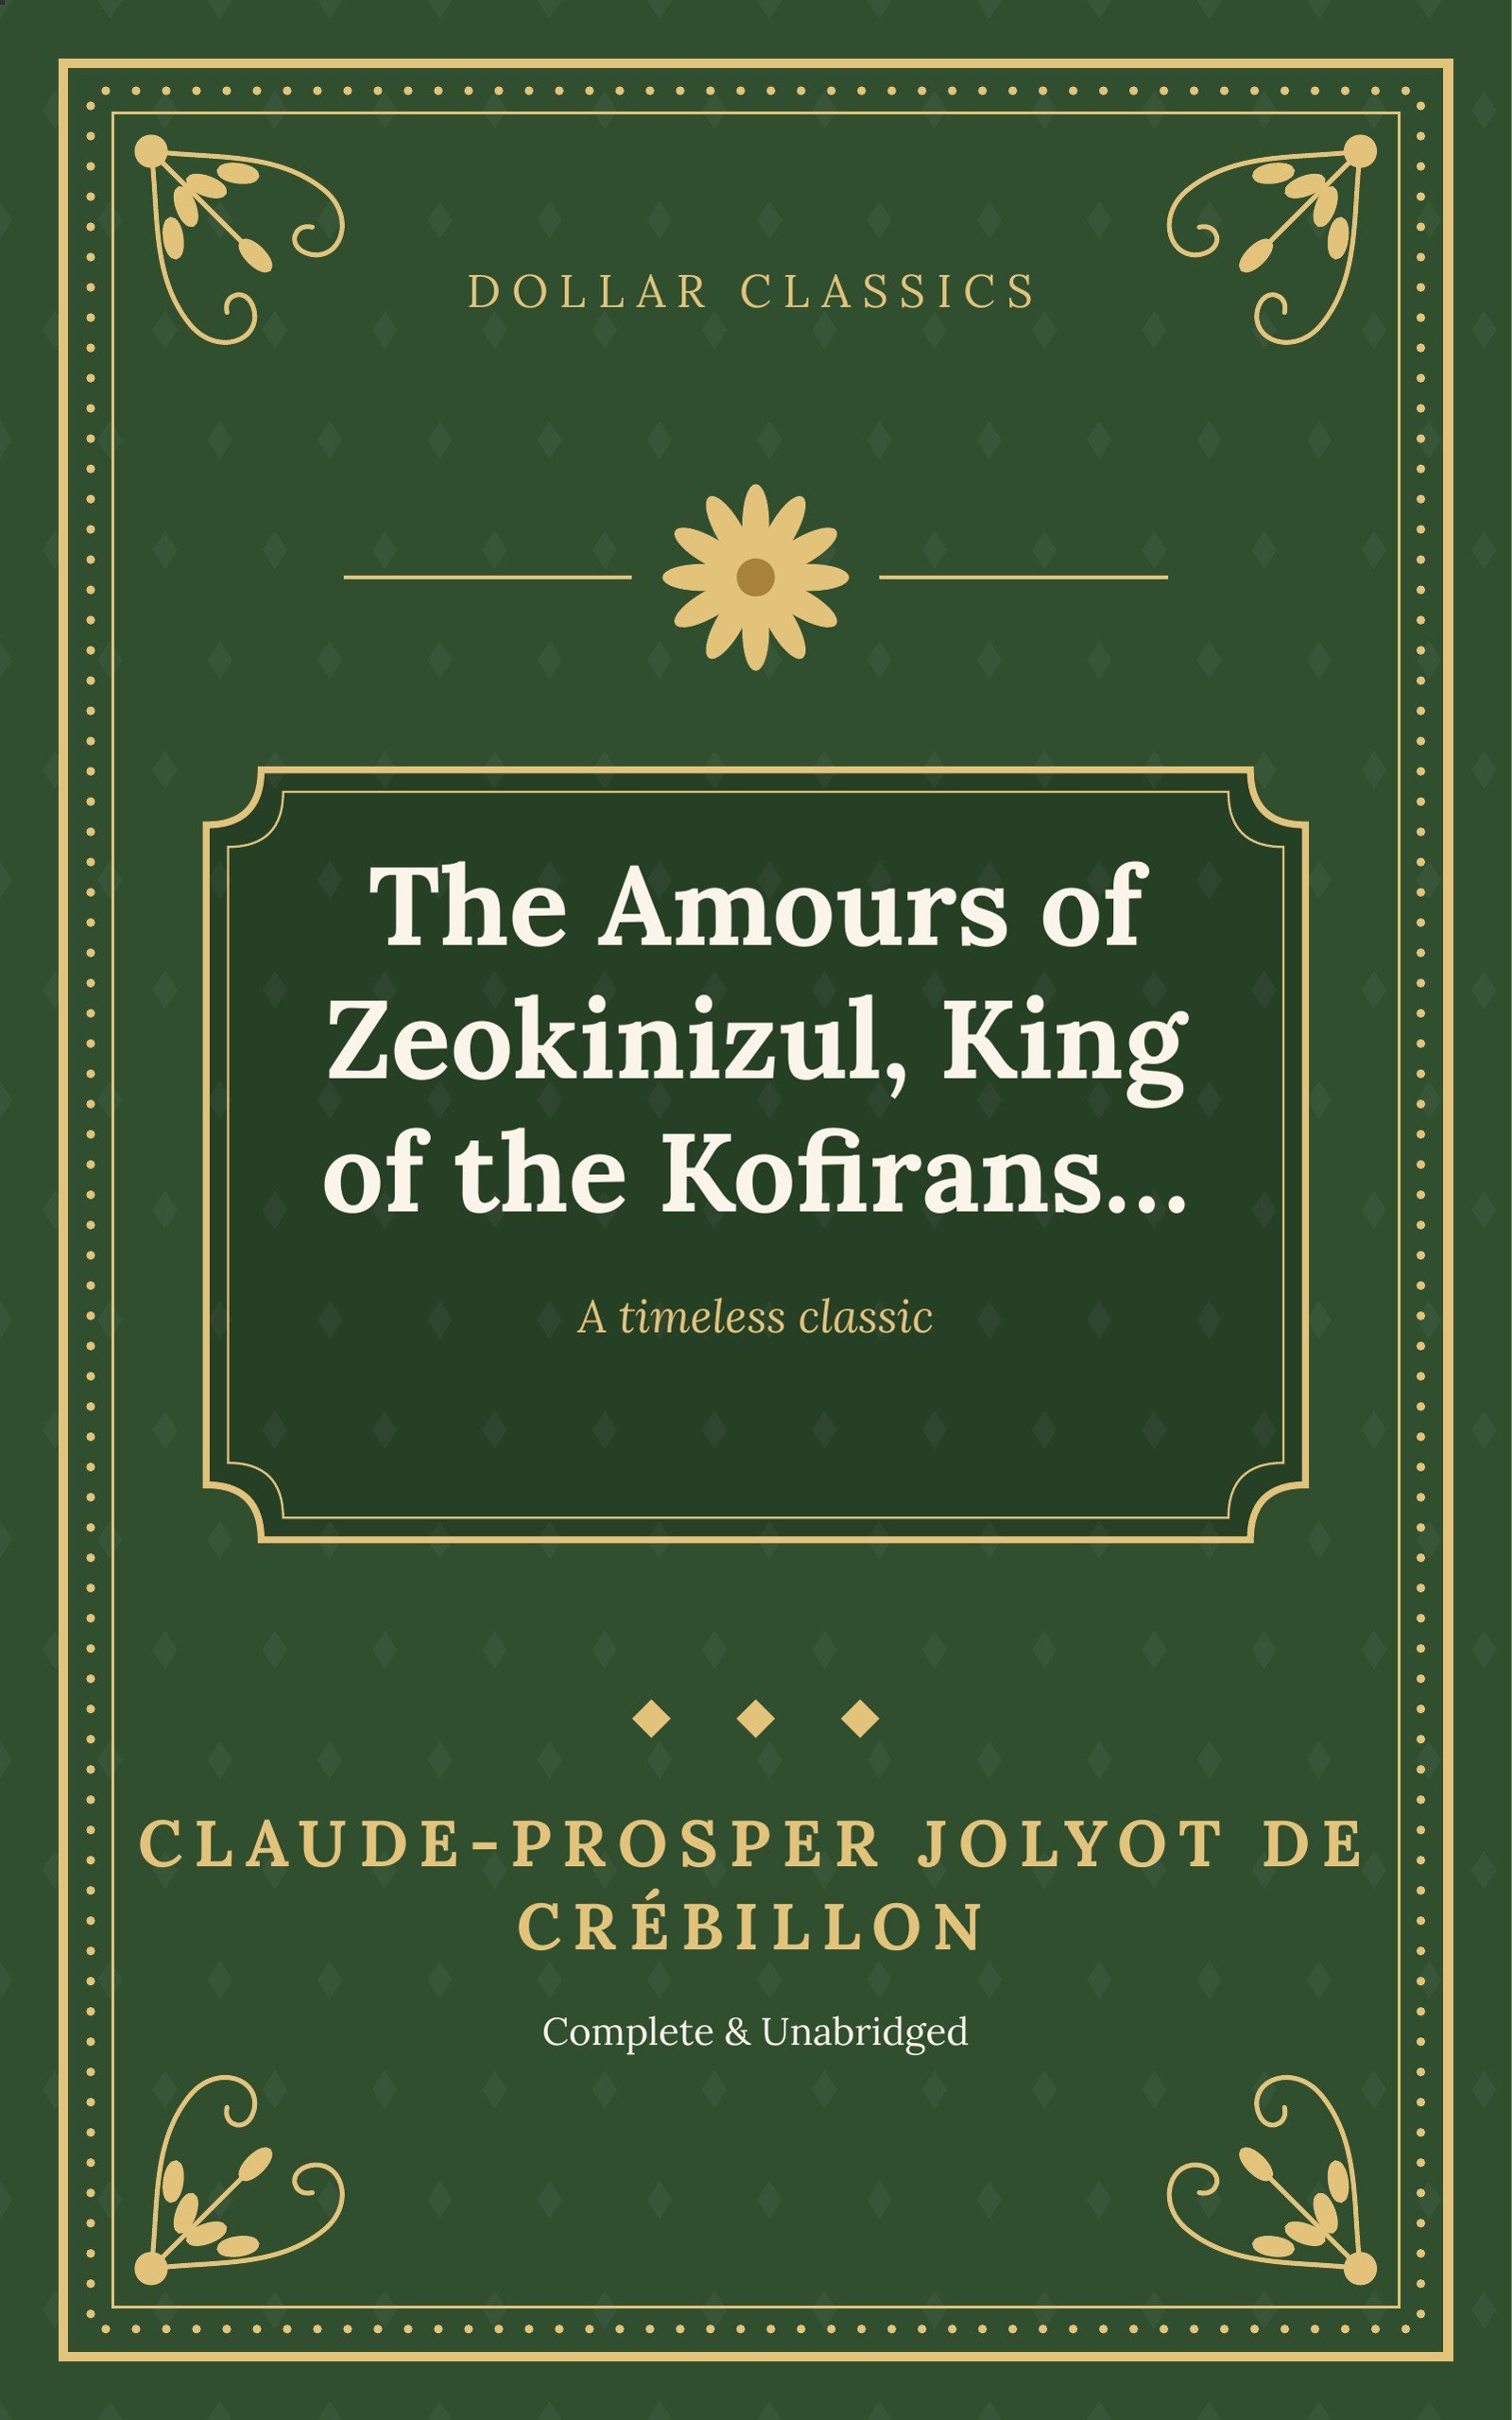 DOLLAR CLASSICS
The Amours of
Zeokinizul, King
of the Kofirans...
A timeless classic
CLAUDE-PROSPER JOLYOT DE
CRÉBILLON
Complete & Unabridged